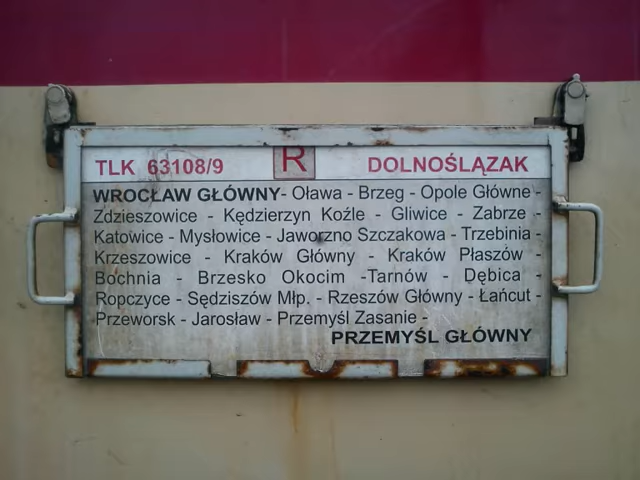 TLK 63108/9 R DOLNOŚLĄZAK
WROCŁAW GŁÓWNY- Oława - Brzeg - Opole Główne -
Zdzieszowice - Kędzierzyn Koźle - Gliwice - Zabrze -
Katowice - Mysłowice - Jaworzno Szczakowa - Trzebinia -
Krzeszowice - Kraków Główny - Kraków Płaszów -
Bochnia - Brzesko Okocim -Tarnów - Dębica -
Ropczyce - Sędziszów Młp. - Rzeszów Główny - Łańcut -
Przeworsk - Jarosław - Przemyśl Zasanie -
PRZEMYŚL GŁÓWNY